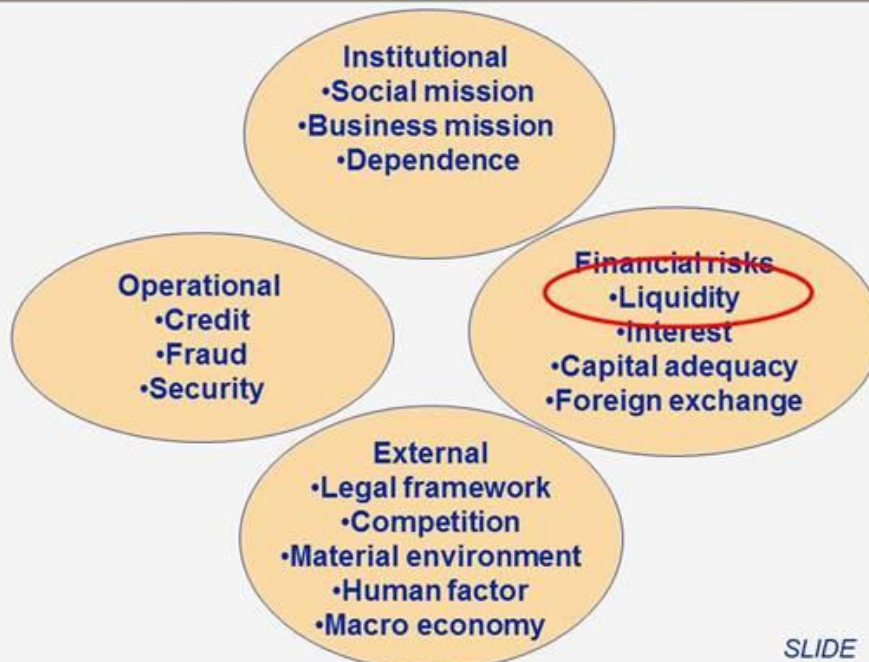 Institutional
•Social mission
•Business mission
•Dependence
Operational
•Credit
•Fraud
•Security
Financial risks
•Liquidity
•Interest
•Capital adequacy
•Foreign exchange
External
•Legal framework
•Competition
•Material environment
•Human factor
•Macro economy
SLIDE